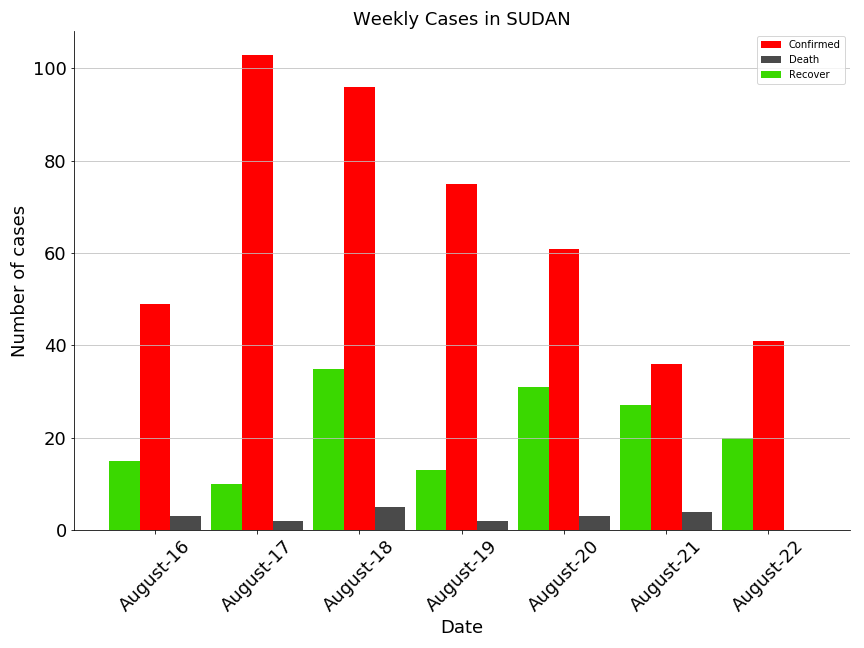 Weekly Cases in SUDAN
Confirmed
Death
Recover
Number of cases
100
80
60
40
20
0
August-16
August-17
August-18
August-19
August-20
August-21
August-22
Date